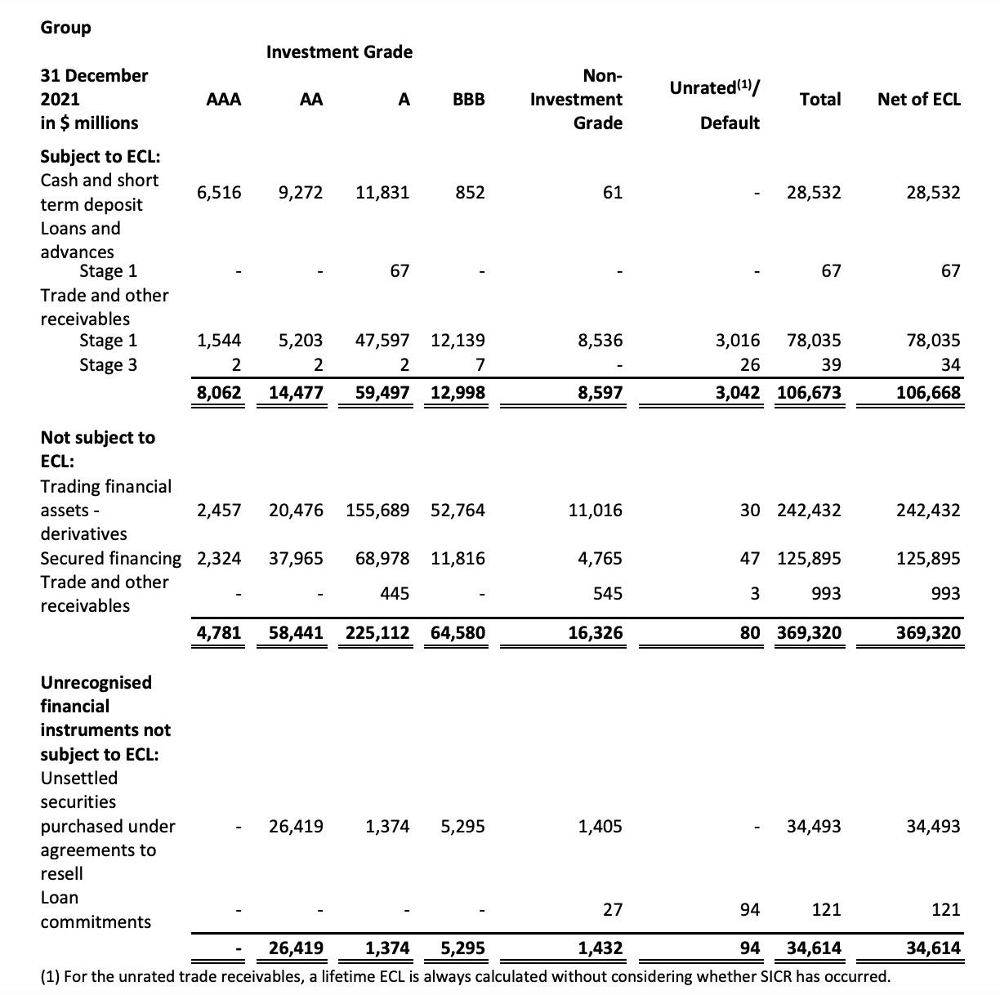 Group
Investment Grade
31 December
2021
in $ millions
AAA AA A BBB
Non-
Investment
Grade
Unrated(1)/
Default
Total Net of ECL
Subject to ECL:
Cash and short
term deposit 6,516 9,272 11,831 852 61 - 28,532 28,532
Loans and
advances
Stage 1 - - 67 - - - 67 67
Trade and other
receivables
Stage 1 1,544 5,203 47,597 12,139 8,536 3,016 78,035 78,035
Stage 3 2 2 2 7 - 26 39 34
8,062 14,477 59,497 12,998 8,597 3,042 106,673 106,668
Not subject to
ECL:
Trading financial
assets - 2,457 20,476 155,689 52,764 11,016 30 242,432 242,432
derivatives
Secured financing 2,324 37,965 68,978 11,816 4,765 47 125,895 125,895
Trade and other
receivables - - 445 - 545 3 993 993
4,781 58,441 225,112 64,580 16,326 80 369,320 369,320
Unrecognised
financial
instruments not
subject to ECL:
Unsettled
securities
purchased under - 26,419 1,374 5,295 1,405 - 34,493 34,493
agreements to
resell
Loan
commitments - - - - 27 94 121 121
- 26,419 1,374 5,295 1,432 94 34,614 34,614
(1) For the unrated trade receivables, a lifetime ECL is always calculated without considering whether SICR has occurred.